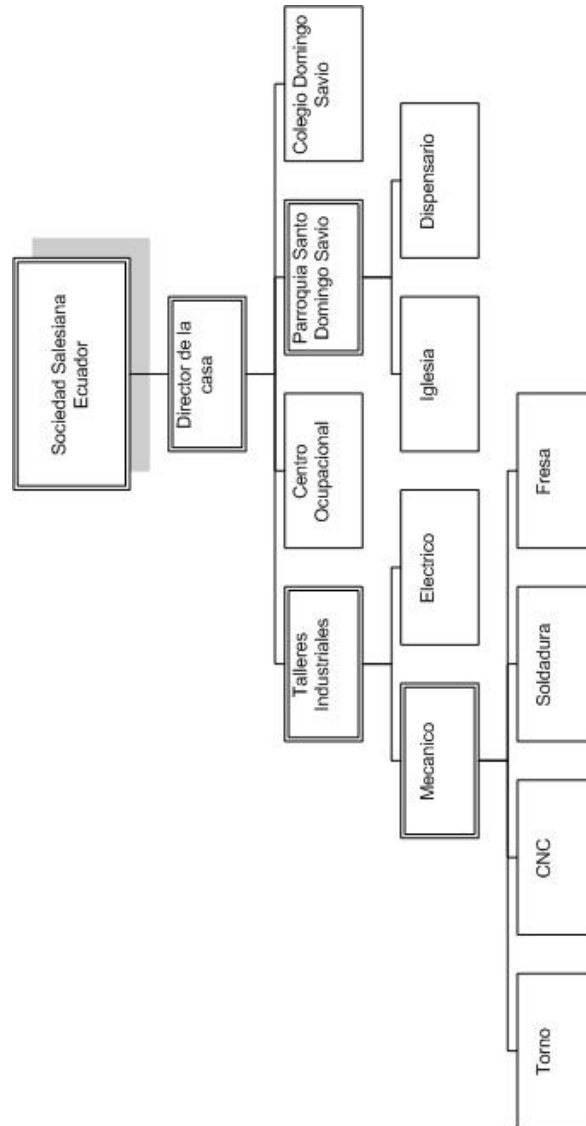 Sociedad Salesiana
Ecuador
Director de la
casa
Talleres
Industriales
Centro
Ocupacional
Parroquia Santo
Domingo Savio
Colegio Domingo
Savio
Mecanico
Electrico
Iglesia
Dispensario
Torno
CNC
Soldadura
Fresa